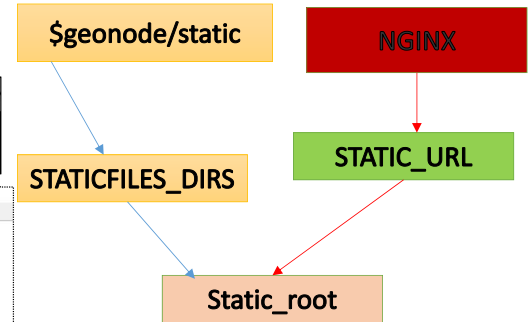 $geonode/static
NGINX
STATIC_URL
STATICFILES_DIRS
Static_root